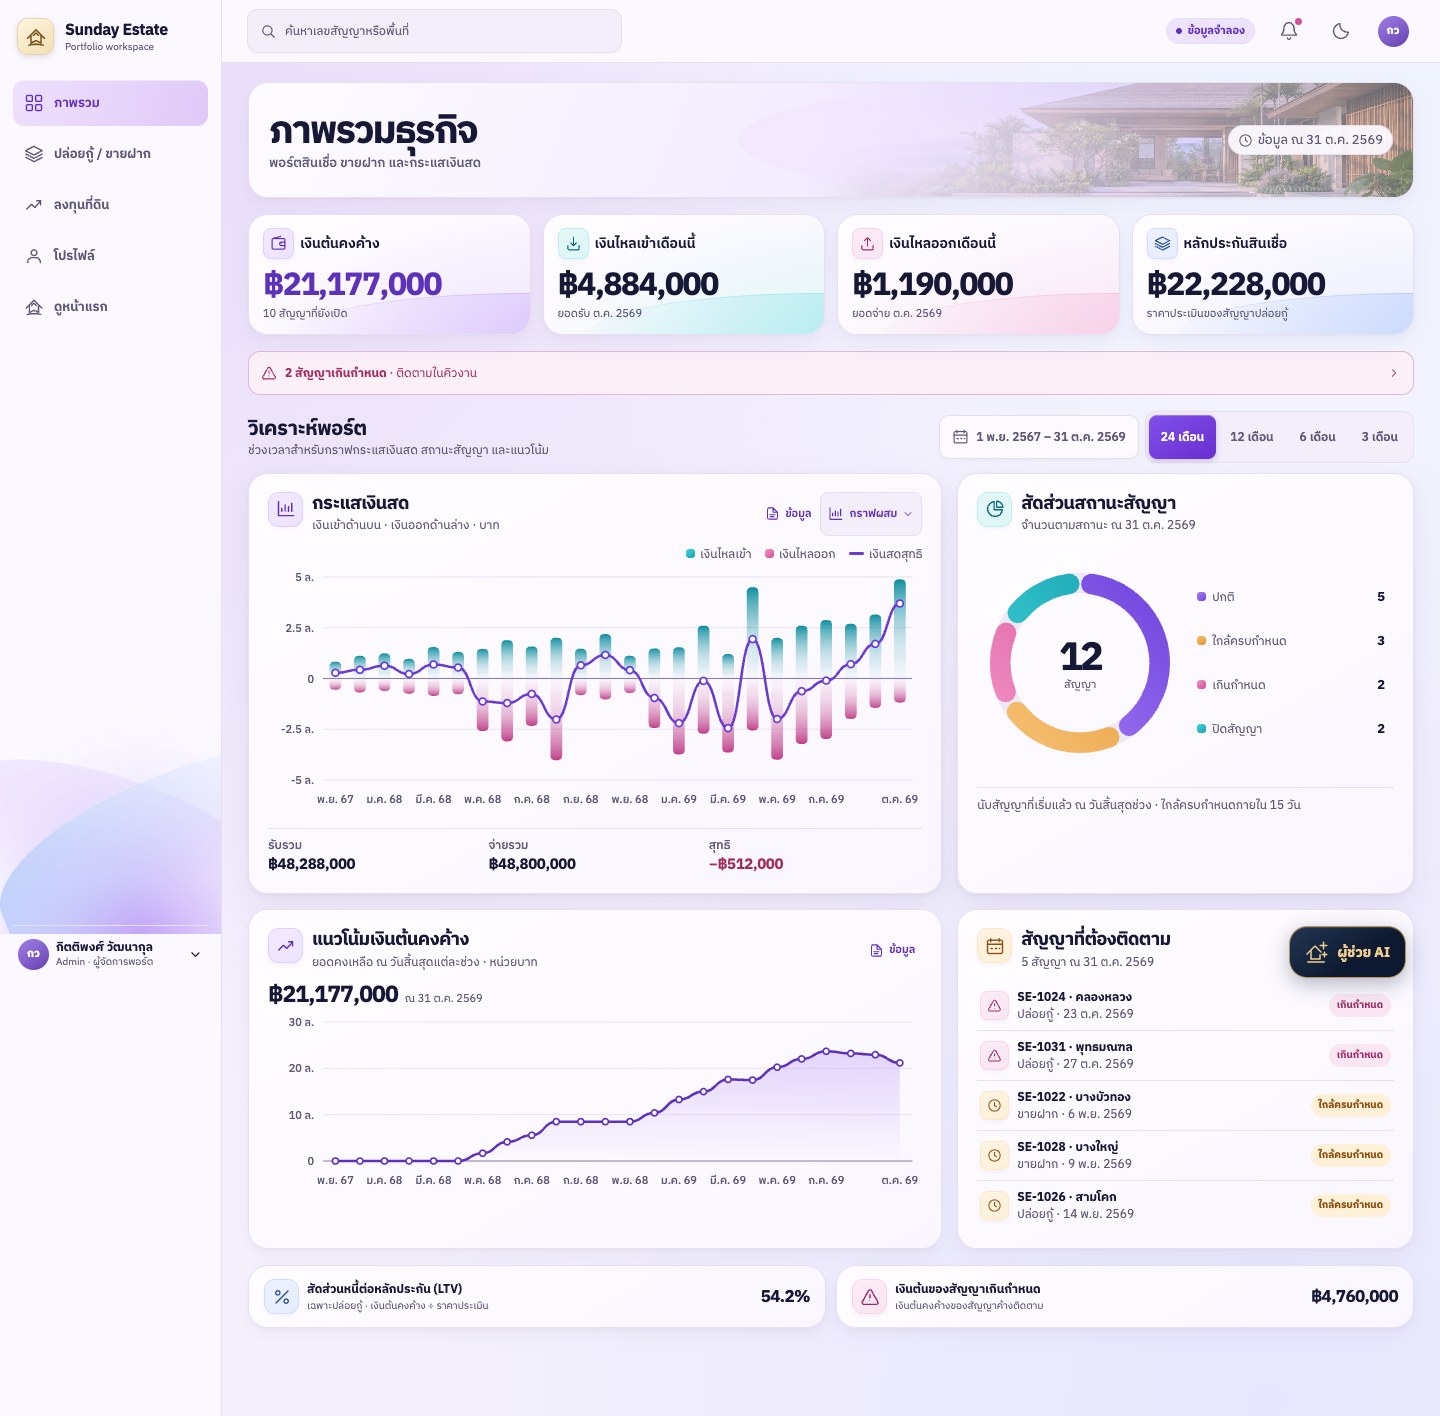 Sunday Estate
Portfolio workspace
ภาพรวม
ปล่อยกู้ / ขายฝาก
ลงทุนที่ดิน
โปรไฟล์
ดูหน้าแรก
กว
กิตติพงศ์ วัฒนากุล
Admin · ผู้จัดการพอร์ต
ค้นหาเลขสัญญาหรือพื้นที่
ข้อมูลจำลอง
กว
ภาพรวมธุรกิจ
พอร์ตสินเชื่อ ขายฝาก และกระแสเงินสด
ข้อมูล ณ 31 ต.ค. 2569
เงินต้นคงค้าง
฿21,177,000
10 สัญญาที่ยังเปิด
เงินไหลเข้าเดือนนี้
฿4,884,000
ยอดรับ ต.ค. 2569
เงินไหลออกเดือนนี้
฿1,190,000
ยอดจ่าย ต.ค. 2569
หลักประกันสินเชื่อ
฿22,228,000
ราคาประเมินของสัญญาปล่อยกู้
2 สัญญาเกินกำหนด · ติดตามในคิวงาน
วิเคราะห์พอร์ต
ช่วงเวลาสำหรับกราฟกระแสเงินสด สถานะสัญญา และแนวโน้ม
1 พ.ย. 2567 – 31 ต.ค. 2569
24 เดือน 12 เดือน 6 เดือน 3 เดือน
กระแสเงินสด
เงินเข้าด้านบน · เงินออกด้านล่าง · บาท
ข้อมูล กราฟผสม
เงินไหลเข้า เงินไหลออก เงินสดสุทธิ
5 ล.
2.5 ล.
0
-2.5 ล.
-5 ล.
พ.ย. 67 ม.ค. 68 มี.ค. 68 พ.ค. 68 ก.ค. 68 ก.ย. 68 พ.ย. 68 ม.ค. 69 มี.ค. 69 พ.ค. 69 ก.ค. 69 ต.ค. 69
รับรวม จ่ายรวม สุทธิ
฿48,288,000 ฿48,800,000 –฿512,000
สัดส่วนสถานะสัญญา
จำนวนตามสถานะ ณ 31 ต.ค. 2569
12
สัญญา
ปกติ 5
ใกล้ครบกำหนด 3
เกินกำหนด 2
ปิดสัญญา 2
นับสัญญาที่เริ่มแล้ว ณ วันสิ้นสุดช่วง · ใกล้ครบกำหนดภายใน 15 วัน
แนวโน้มเงินต้นคงค้าง
ยอดคงเหลือ ณ วันสิ้นสุดแต่ละช่วง · หน่วยบาท
ข้อมูล
฿21,177,000 ณ 31 ต.ค. 2569
30 ล.
20 ล.
10 ล.
0
พ.ย. 67 ม.ค. 68 มี.ค. 68 พ.ค. 68 ก.ค. 68 ก.ย. 68 พ.ย. 68 ม.ค. 69 มี.ค. 69 พ.ค. 69 ก.ค. 69 ต.ค. 69
สัญญาที่ต้องติดตาม
5 สัญญา ณ 31 ต.ค. 2569
ผู้ช่วย AI
SE-1024 · คลองหลวง
ปล่อยกู้ · 23 ต.ค. 2569
เกินกำหนด
SE-1031 · พุทธมณฑล
ปล่อยกู้ · 27 ต.ค. 2569
เกินกำหนด
SE-1022 · บางบัวทอง
ขายฝาก · 6 พ.ย. 2569
ใกล้ครบกำหนด
SE-1028 · บางใหญ่
ขายฝาก · 9 พ.ย. 2569
ใกล้ครบกำหนด
SE-1026 · สามโคก
ปล่อยกู้ · 14 พ.ย. 2569
ใกล้ครบกำหนด
สัดส่วนหนี้ต่อหลักประกัน (LTV)
เฉพาะปล่อยกู้ · เงินต้นคงค้าง ÷ ราคาประเมิน
54.2%
เงินต้นของสัญญาเกินกำหนด
เงินต้นคงค้างของสัญญาค้างติดตาม
฿4,760,000